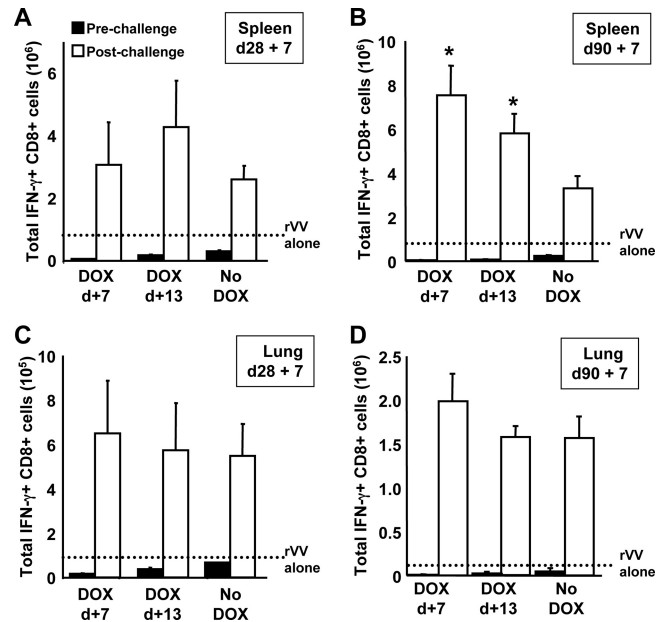 A
Pre-challenge
Post-challenge
Spleen
d28 + 7
Total IFN-γ+ CD8+ cells (10⁶)
6
4
2
0
rVV
alone
DOX
d+7
DOX
d+13
No
DOX
B
Spleen
d90 + 7
Total IFN-γ+ CD8+ cells (10⁶)
10
8
6
4
2
0
*
*
rVV
alone
DOX
d+7
DOX
d+13
No
DOX
C
Lung
d28 + 7
Total IFN-γ+ CD8+ cells (10⁵)
10
8
6
4
2
0
rVV
alone
DOX
d+7
DOX
d+13
No
DOX
D
Lung
d90 + 7
Total IFN-γ+ CD8+ cells (10⁶)
2.5
2.0
1.5
1.0
0.5
0
rVV
alone
DOX
d+7
DOX
d+13
No
DOX